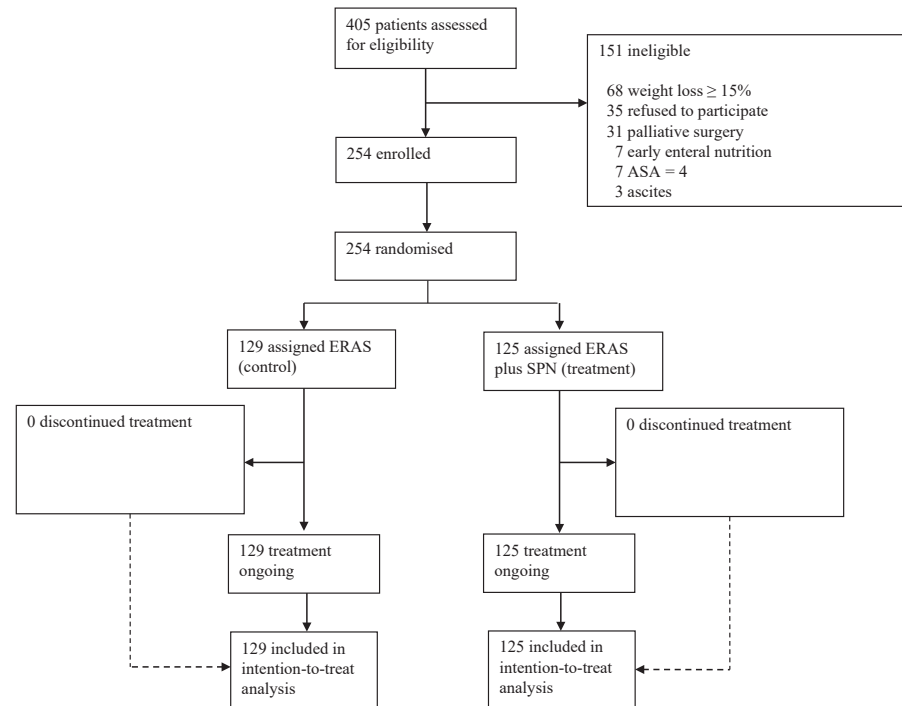 405 patients assessed
for eligibility
151 ineligible
68 weight loss ≥ 15%
35 refused to participate
31 palliative surgery
7 early enteral nutrition
7 ASA = 4
3 ascites
254 enrolled
254 randomised
129 assigned ERAS
(control)
125 assigned ERAS
plus SPN (treatment)
0 discontinued treatment
0 discontinued treatment
129 treatment
ongoing
125 treatment
ongoing
129 included in
intention-to-treat
analysis
125 included in
intention-to-treat
analysis